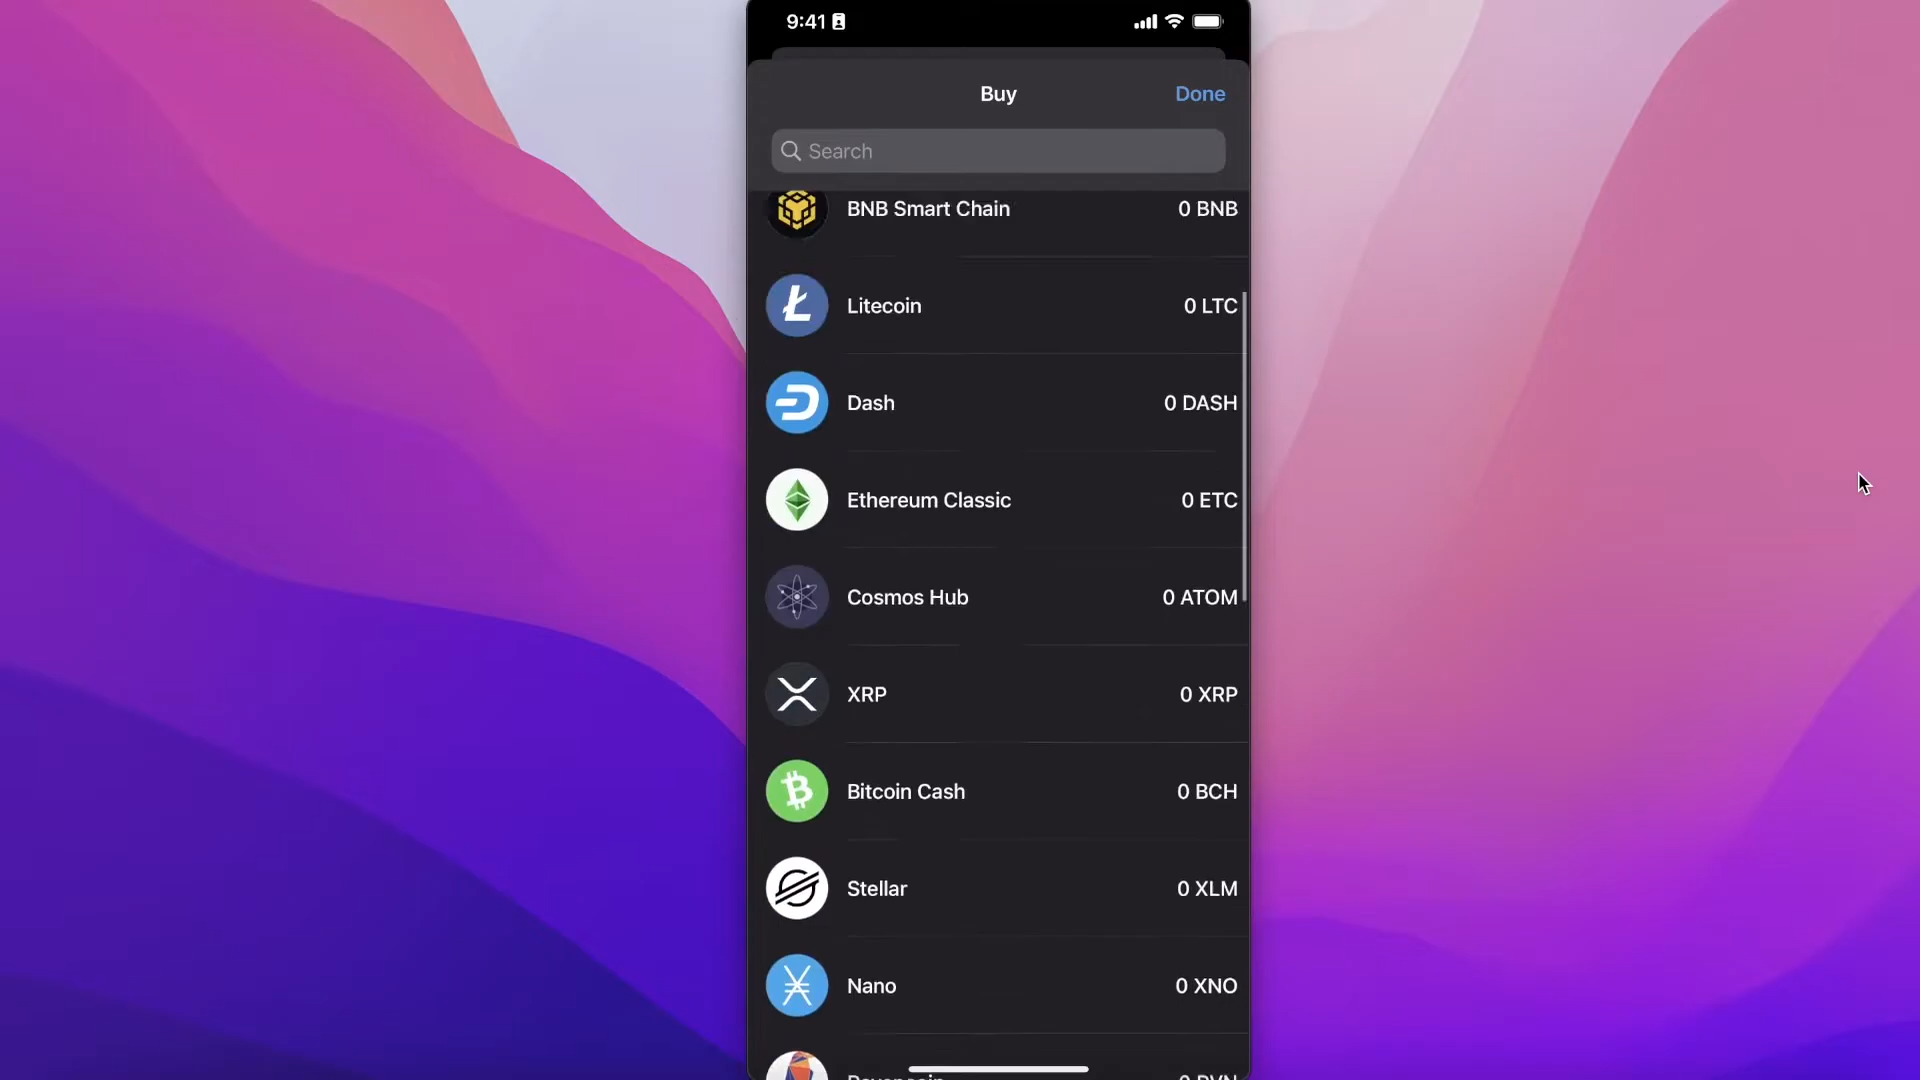 9:41
Buy
Done
Search
BNB Smart Chain 0 BNB
Litecoin 0 LTC
Dash 0 DASH
Ethereum Classic 0 ETC
Cosmos Hub 0 ATOM
XRP 0 XRP
Bitcoin Cash 0 BCH
Stellar 0 XLM
Nano 0 XNO